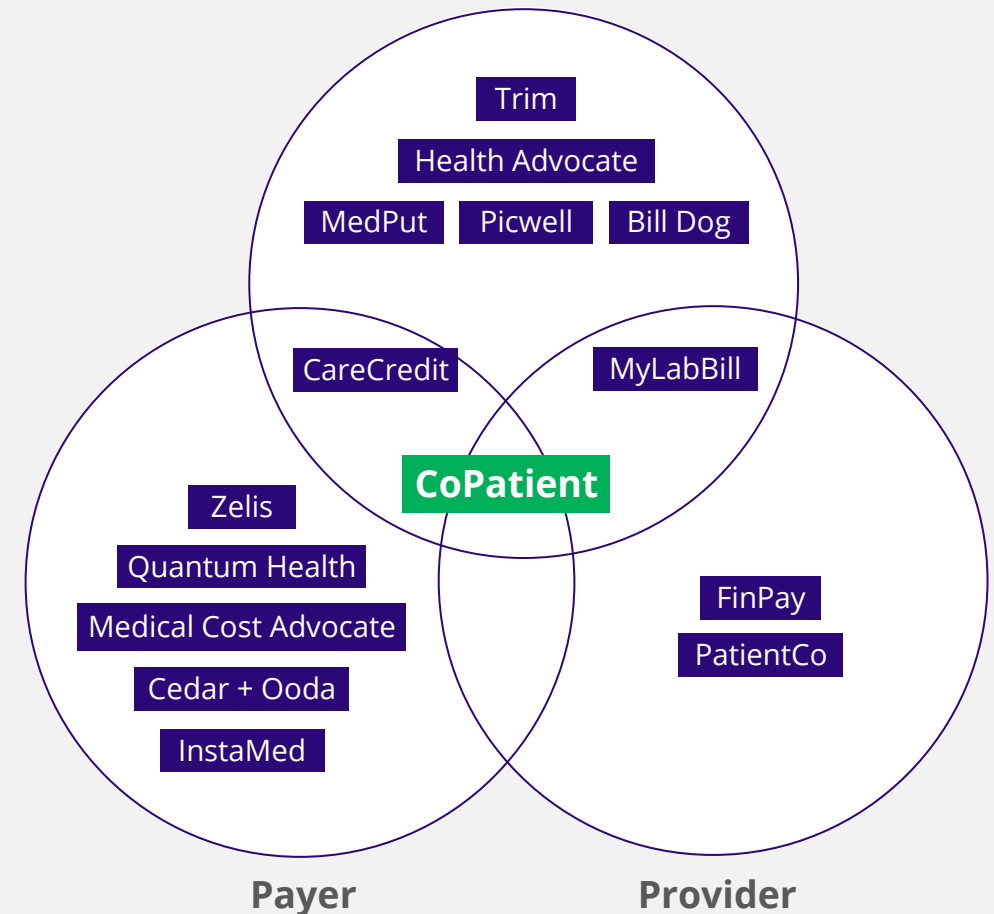 Trim
Health Advocate
MedPut Picwell Bill Dog
CareCredit MyLabBill
CoPatient
Zelis
Quantum Health
Medical Cost Advocate
Cedar + Ooda
InstaMed
FinPay
PatientCo
Payer Provider